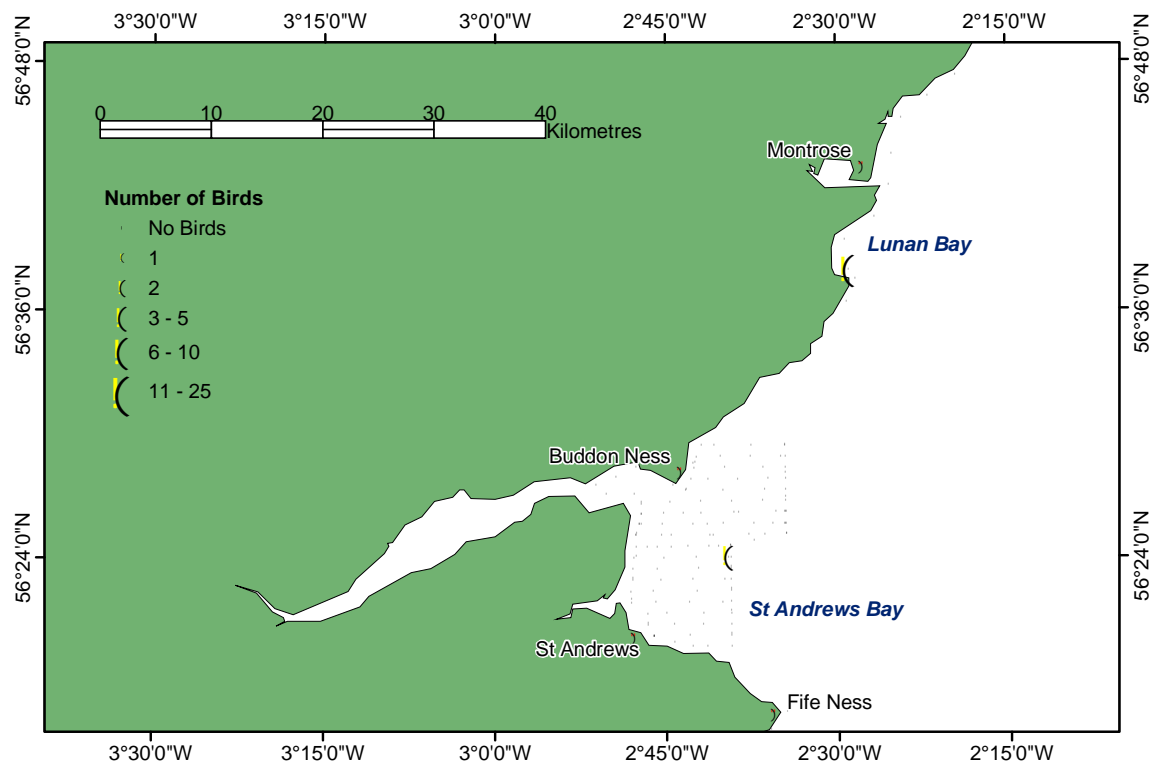 3°30'0"W 3°15'0"W 3°0'0"W 2°45'0"W 2°30'0"W 2°15'0"W
56°48'0"N 56°48'0"N
0 10 20 30 40
Kilometres
Montrose
Number of Birds
No Birds
Lunan Bay
1
2
56°36'0"N 56°36'0"N
3 - 5
6 - 10
11 - 25
Buddon Ness
56°24'0"N 56°24'0"N
St Andrews Bay
St Andrews
Fife Ness
3°30'0"W 3°15'0"W 3°0'0"W 2°45'0"W 2°30'0"W 2°15'0"W